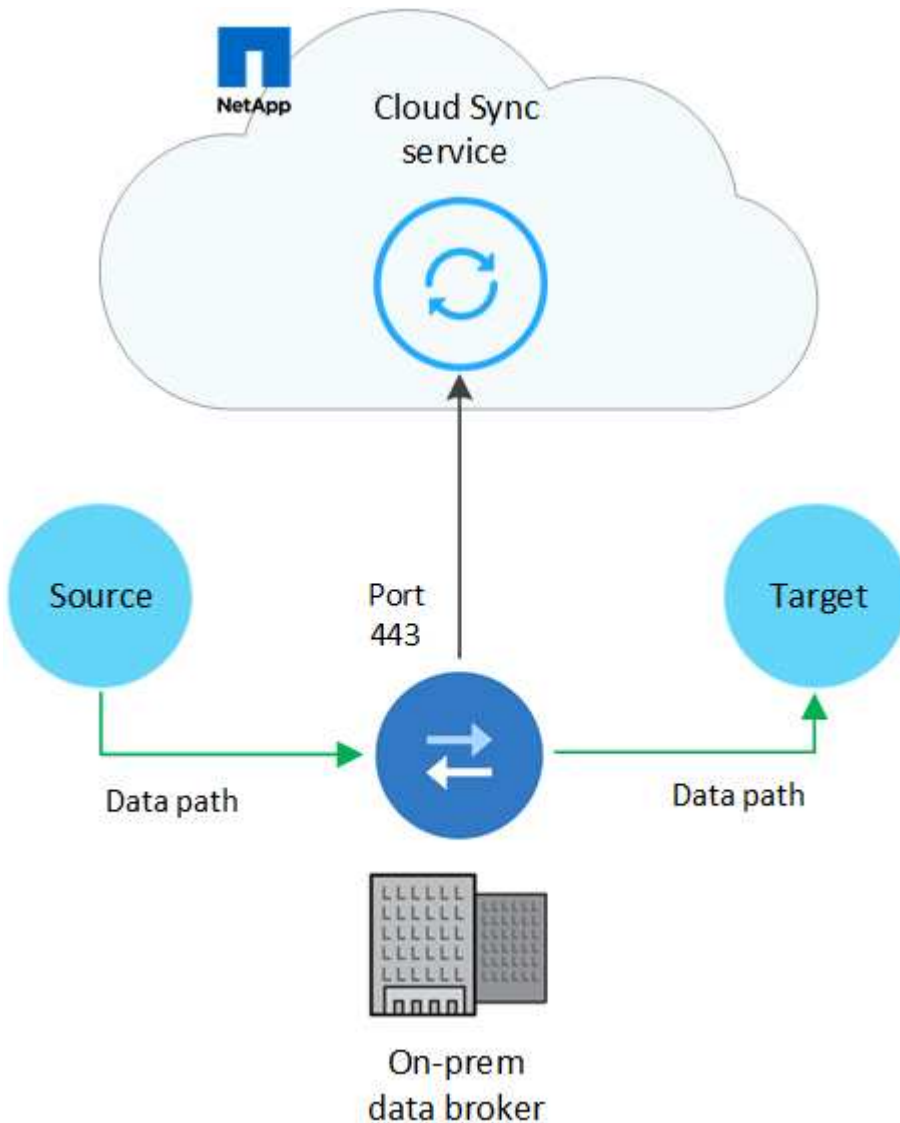 NetApp
Cloud Sync
service
Source
Port
443
Target
Data path
Data path
On-prem
data broker